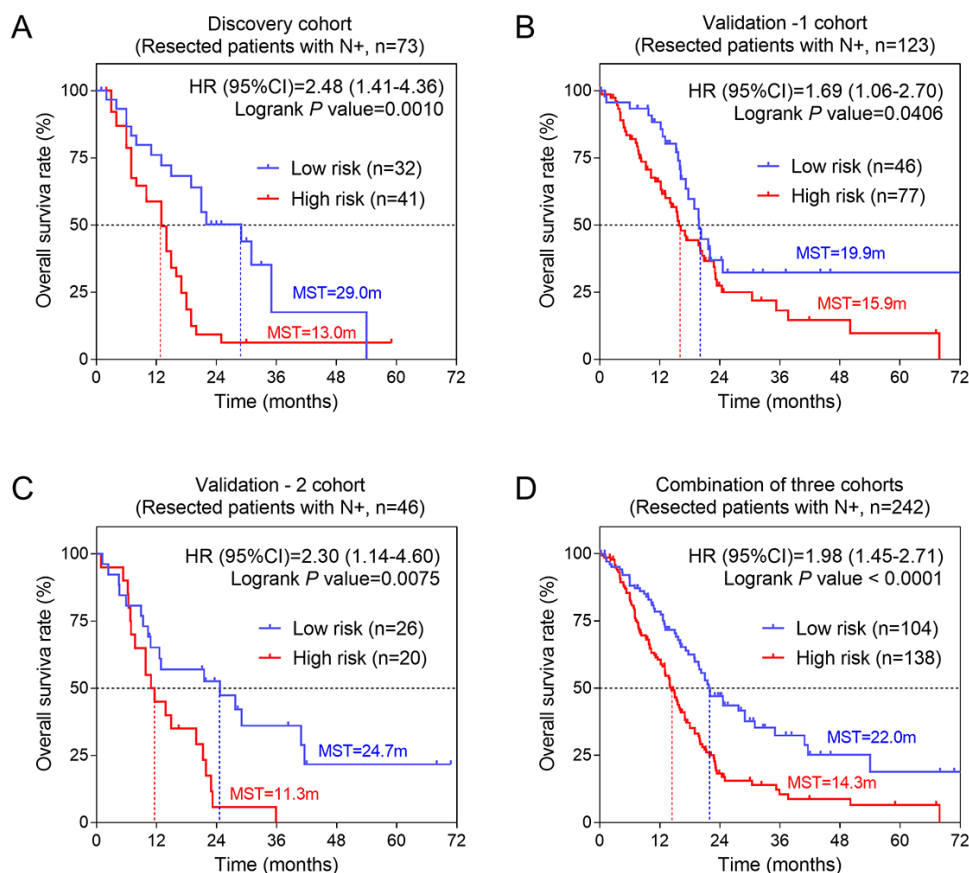 A
Discovery cohort
(Resected patients with N+, n=73)
HR (95%CI)=2.48 (1.41-4.36)
Logrank P value=0.0010
Low risk (n=32)
High risk (n=41)
MST=29.0m
MST=13.0m
Overall surviva rate (%)
100
75
50
25
0
0 12 24 36 48 60 72
Time (months)
B
Validation -1 cohort
(Resected patients with N+, n=123)
HR (95%CI)=1.69 (1.06-2.70)
Logrank P value=0.0406
Low risk (n=46)
High risk (n=77)
MST=19.9m
MST=15.9m
Overall surviva rate (%)
100
75
50
25
0
0 12 24 36 48 60 72
Time (months)
C
Validation - 2 cohort
(Resected patients with N+, n=46)
HR (95%CI)=2.30 (1.14-4.60)
Logrank P value=0.0075
Low risk (n=26)
High risk (n=20)
MST=24.7m
MST=11.3m
Overall surviva rate (%)
100
75
50
25
0
0 12 24 36 48 60 72
Time (months)
D
Combination of three cohorts
(Resected patients with N+, n=242)
HR (95%CI)=1.98 (1.45-2.71)
Logrank P value < 0.0001
Low risk (n=104)
High risk (n=138)
MST=22.0m
MST=14.3m
Overall surviva rate (%)
100
75
50
25
0
0 12 24 36 48 60 72
Time (months)